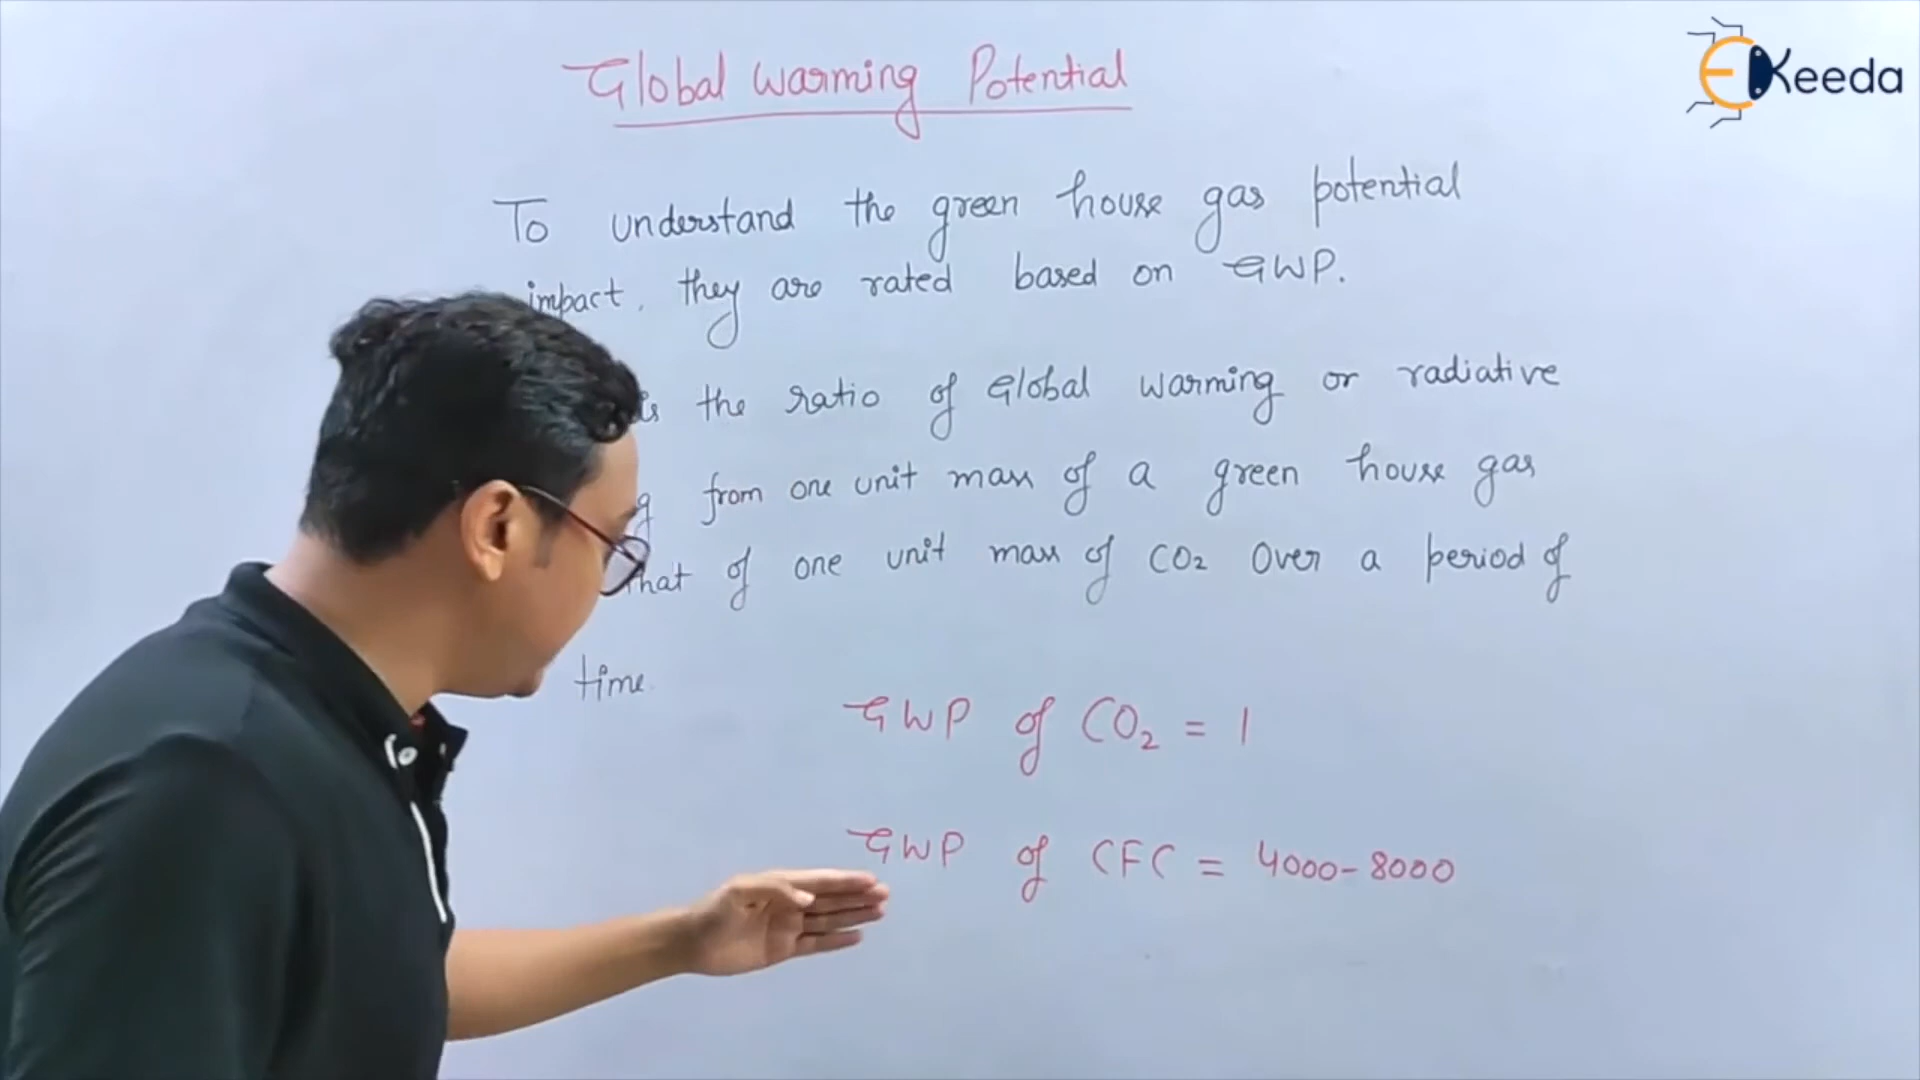 EKeeda
Global Warming Potential
To understand the green house gas potential
impact, they are rated based on GWP.
is the ratio of Global warming or radiative
from one unit mass of a green house gas
that of one unit mass of CO2 Over a period of
time.
GWP of CO2 = 1
GWP of CFC = 4000-8000